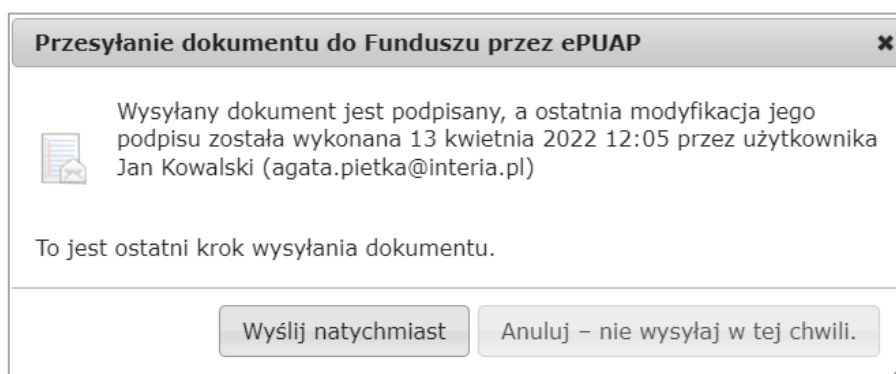 Przesyłanie dokumentu do Funduszu przez ePUAP
Wysyłany dokument jest podpisany, a ostatnia modyfikacja jego
podpisu została wykonana 13 kwietnia 2022 12:05 przez użytkownika
Jan Kowalski (agata.pietka@interia.pl)
To jest ostatni krok wysyłania dokumentu.
Wyślij natychmiast
Anuluj – nie wysyłaj w tej chwili.